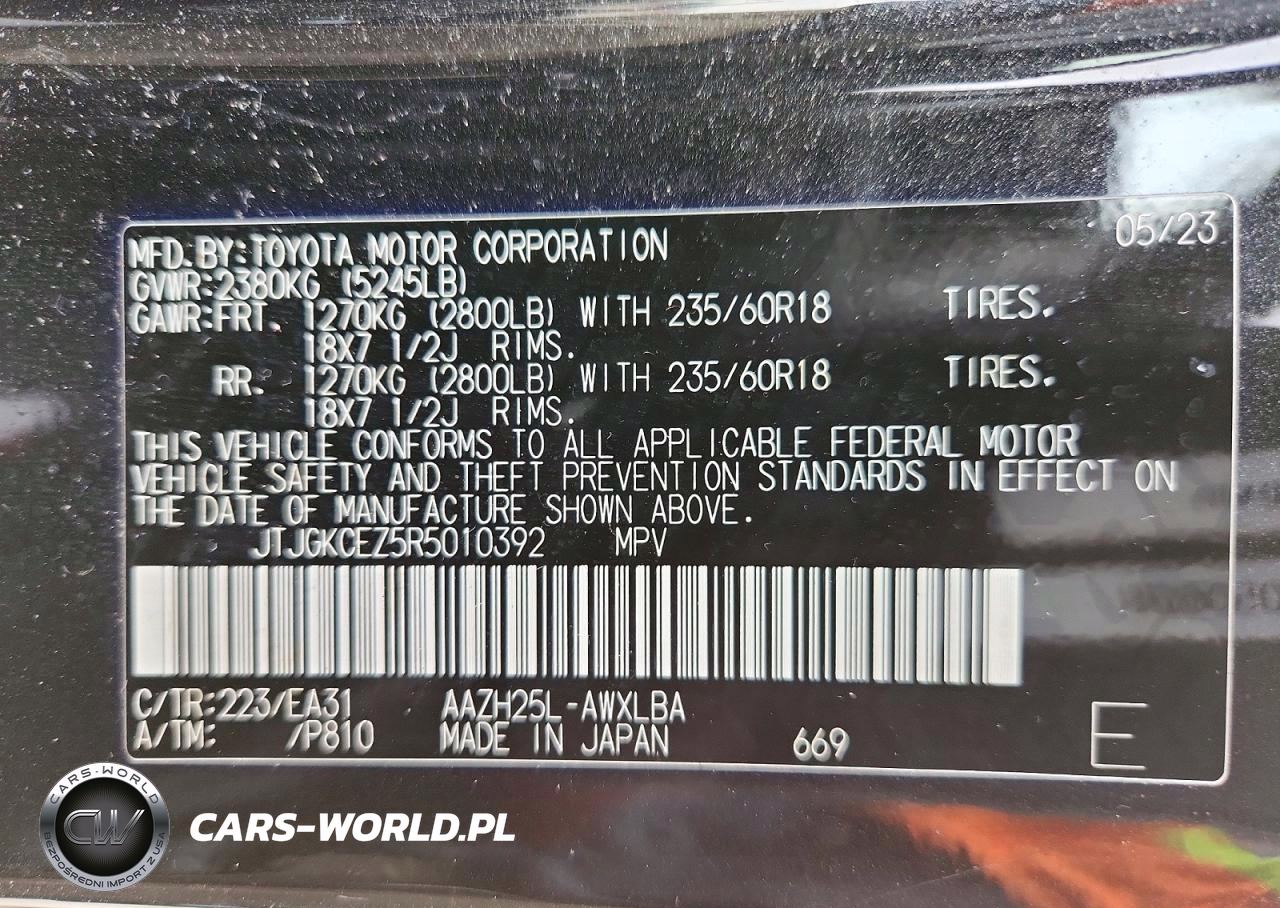 05/23
MFD.BY:TOYOTA MOTOR CORPORATION
GVWR:2380KG (5245LB)
GAWR:FRT. 1270KG (2800LB) WITH 235/60R18 TIRES.
18X7 1/2J RIMS.
RR. 1270KG (2800LB) WITH 235/60R18 TIRES.
18X7 1/2J RIMS.
THIS VEHICLE CONFORMS TO ALL APPLICABLE FEDERAL MOTOR
VEHICLE SAFETY AND THEFT PREVENTION STANDARDS IN EFFECT ON
THE DATE OF MANUFACTURE SHOWN ABOVE.
JTJGKCEZ5R5010392 MPV
C/TR:223/EA31 AAZH25L-AWXLBA
A/TM: /P810 MADE IN JAPAN 669 E
CARS-WORLD
CW
BEZPOŚREDNI IMPORT Z USA
CARS-WORLD.PL